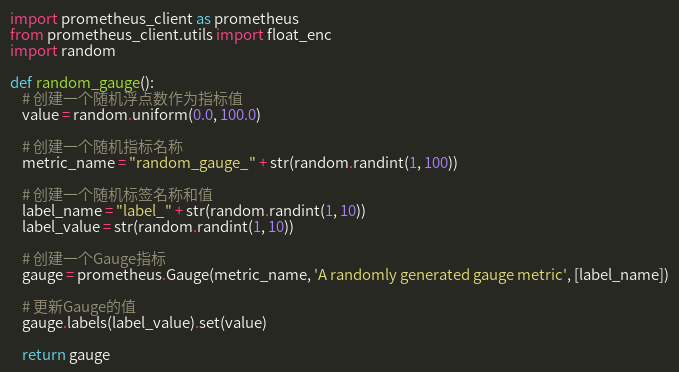 import prometheus_client as prometheus
from prometheus_client.utils import float_enc
import random
def random_gauge():
# 创建一个随机浮点数作为指标值
value = random.uniform(0.0, 100.0)
# 创建一个随机指标名称
metric_name = "random_gauge_" + str(random.randint(1, 100))
# 创建一个随机标签名称和值
label_name = "label_" + str(random.randint(1, 10))
label_value = str(random.randint(1, 10))
# 创建一个Gauge指标
gauge = prometheus.Gauge(metric_name, 'A randomly generated gauge metric', [label_name])
# 更新Gauge的值
gauge.labels(label_value).set(value)
return gauge